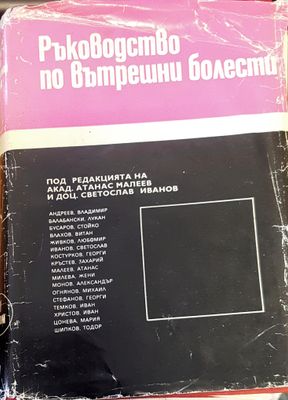 Ръководство
по вътрешни болести
ПОД РЕДАКЦИЯТА НА
АКАД. АТАНАС МАЛЕЕВ
И ДОЦ. СВЕТОСЛАВ ИВАНОВ
АНДРЕЕВ, ВЛАДИМИР
БАЛАБАНСКИ, ЛУКАН
БУСАРОВ, СТОЙКО
ВЛАХОВ, ВИТАН
ЖИВКОВ, ЛЮБОМИР
ИВАНОВ, СВЕТОСЛАВ
КОСТУРКОВ, ГЕОРГИ
КРЪСТЕВ, ЗАХАРИЙ
МАЛЕЕВ, АТАНАС
МИЛЕВА, ЖЕНИ
МОНОВ, АЛЕКСАНДЪР
ОГНЯНОВ, МИХАИЛ
СТЕФАНОВ, ГЕОРГИ
ТЕМКОВ, ИВАН
ХРИСТОВ, ИВАН
ЦОНЕВА, МАРИЯ
ШИПКОВ, ТОДОР